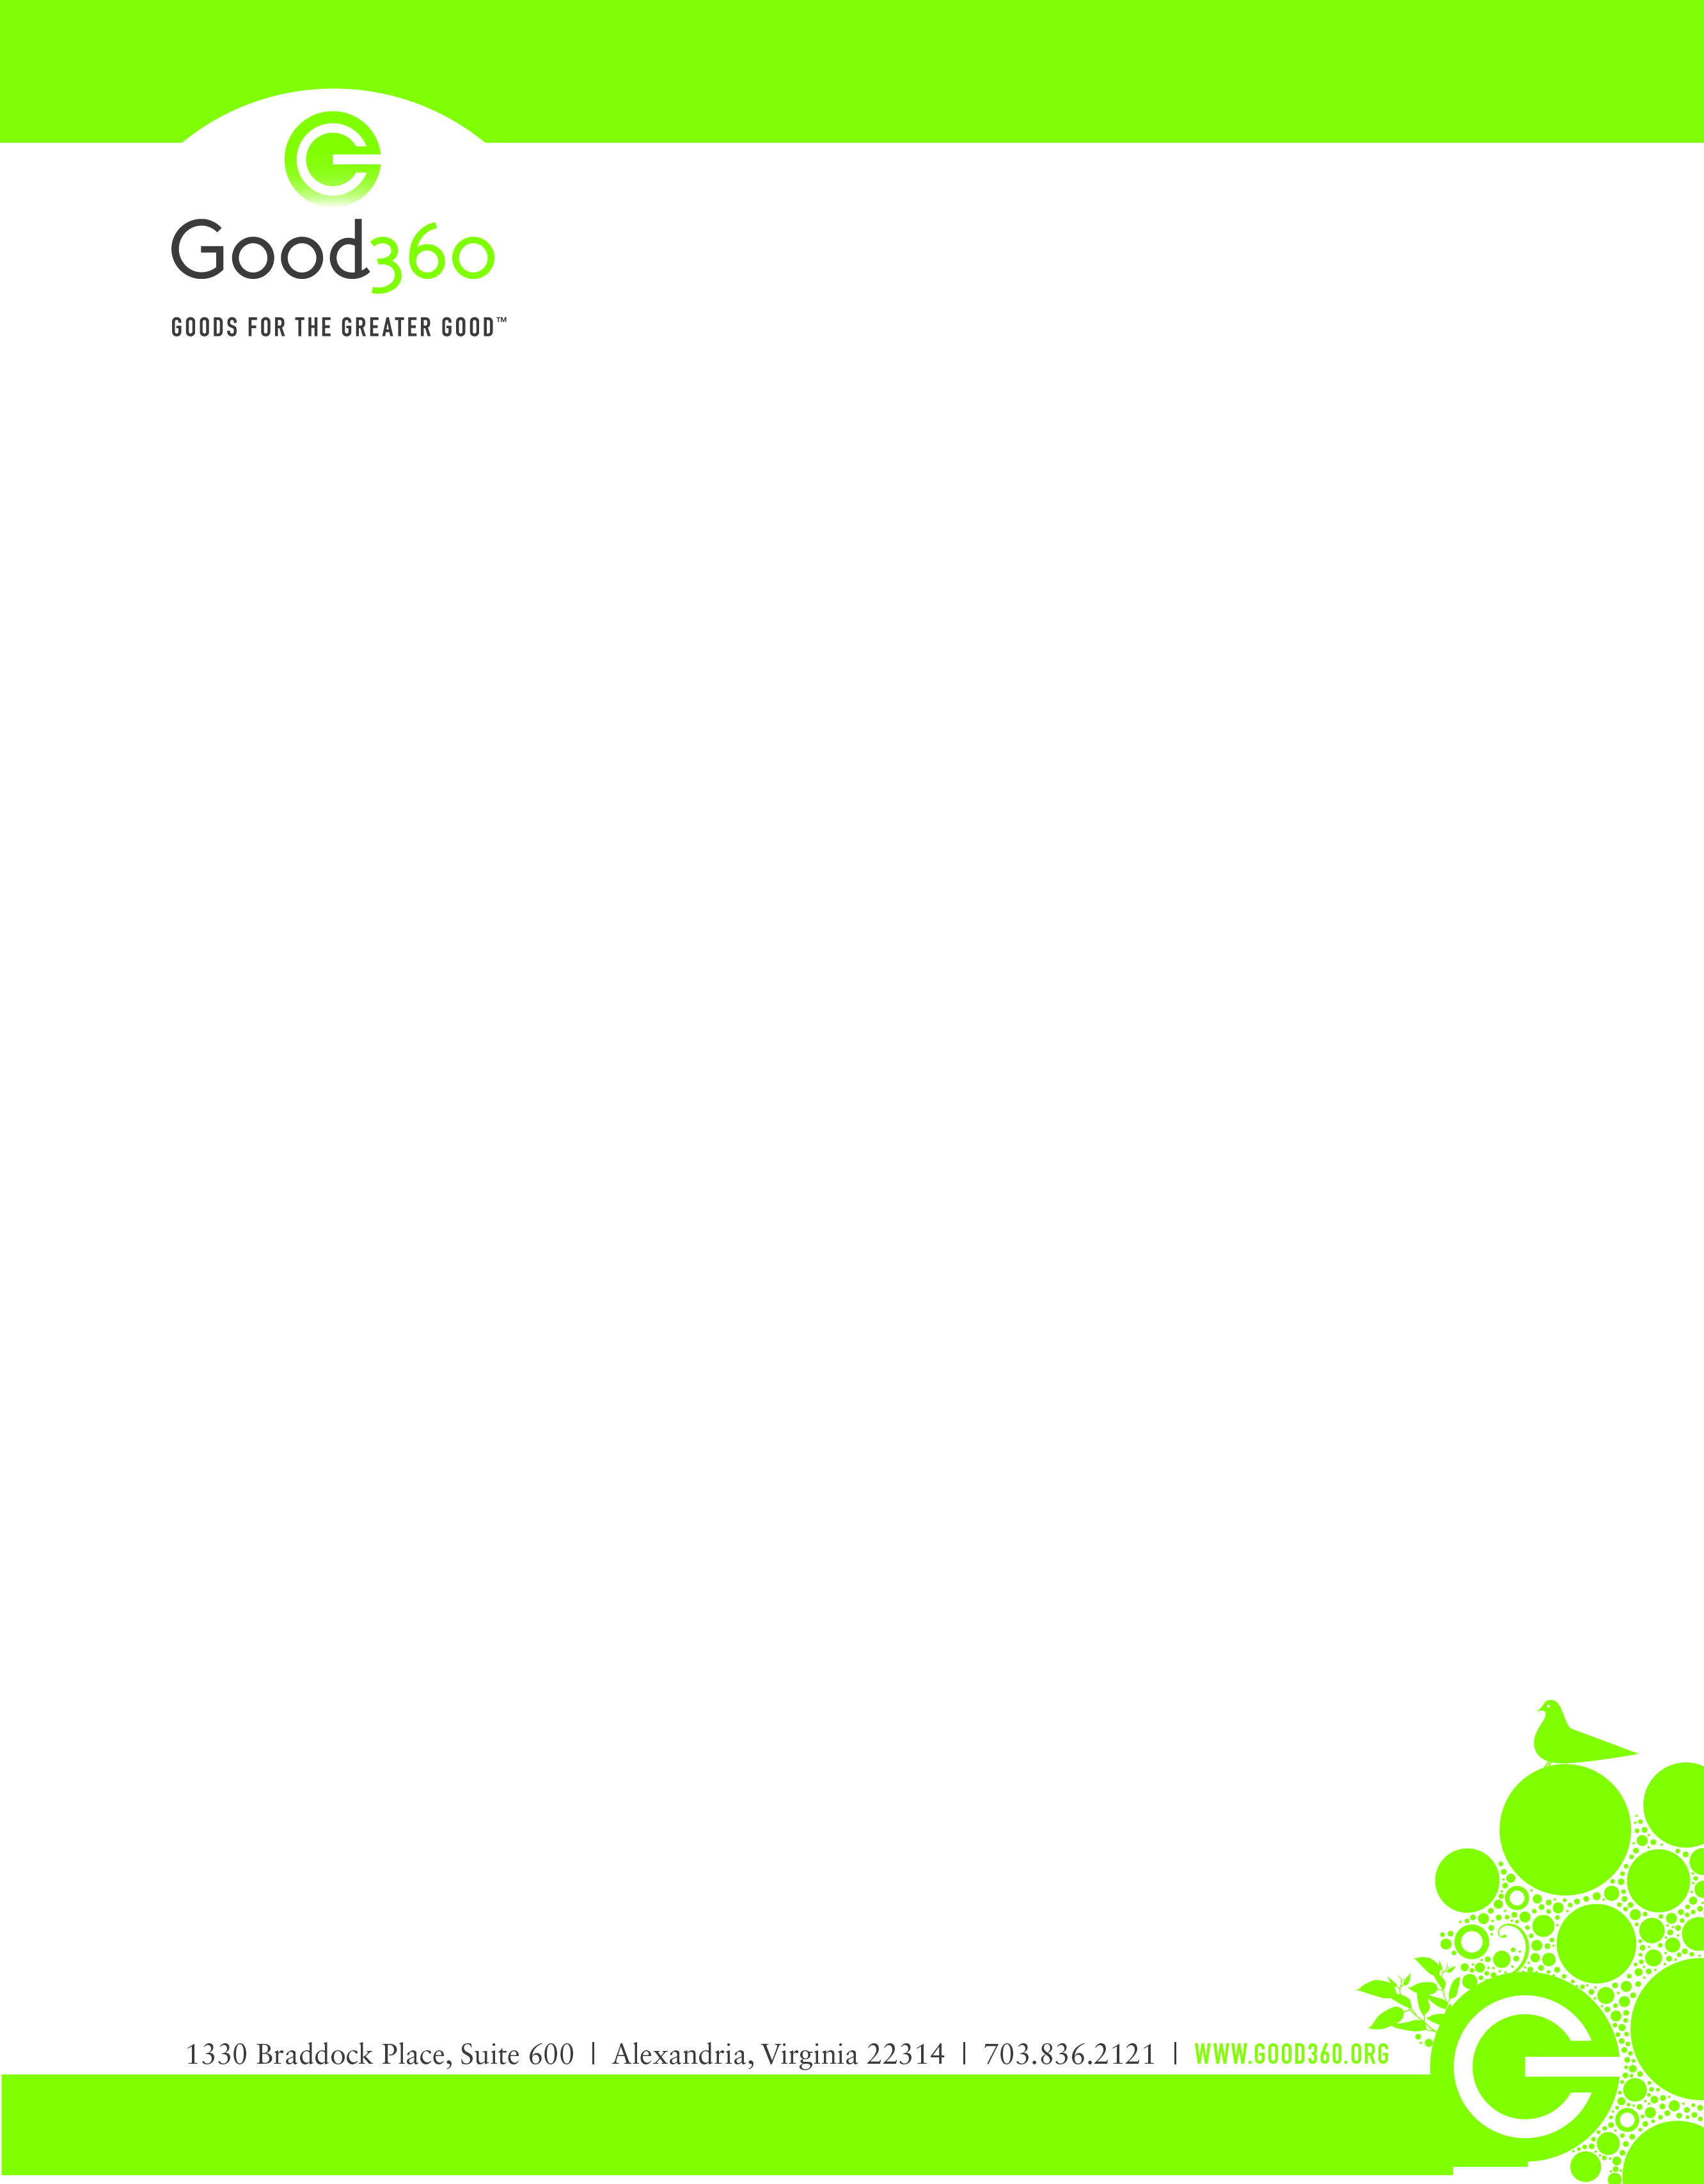 Good360
GOODS FOR THE GREATER GOOD™
1330 Braddock Place, Suite 600 | Alexandria, Virginia 22314 | 703.836.2121 | WWW.GOOD360.ORG